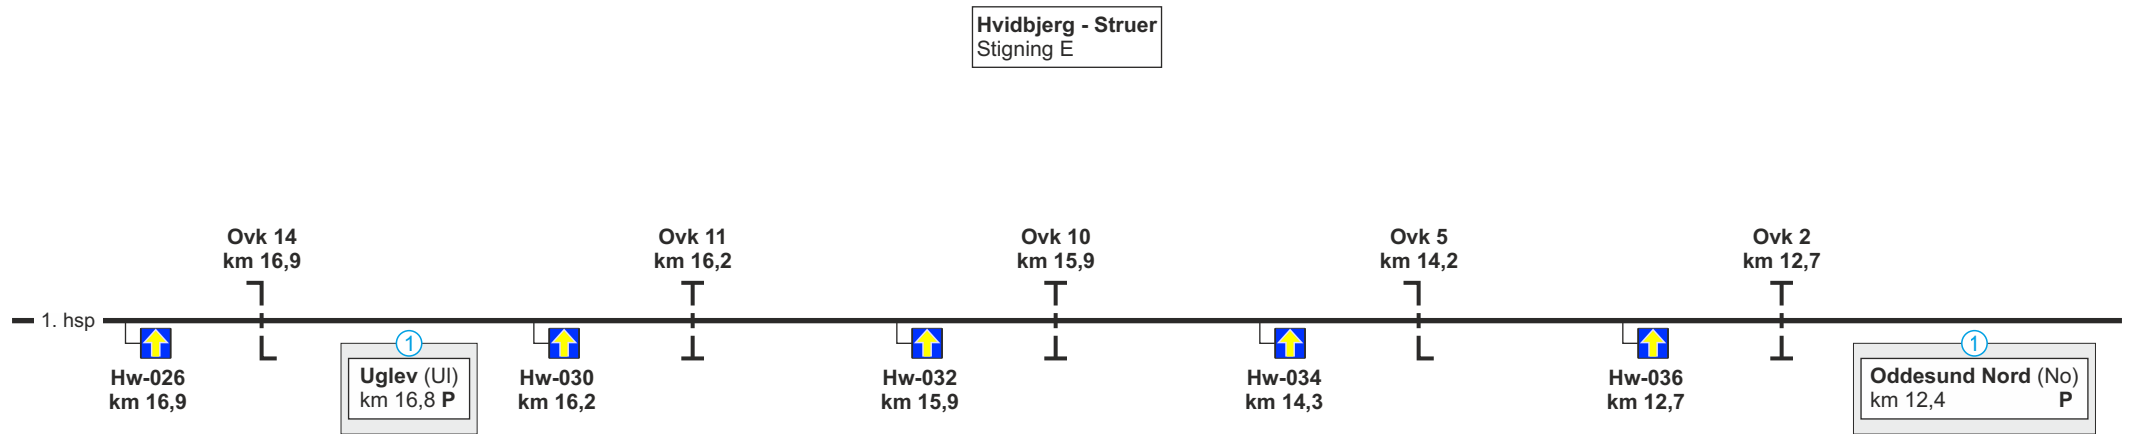 Hvidbjerg - Struer
Stigning E
Ovk 14
km 16,9
Ovk 11
km 16,2
Ovk 10
km 15,9
Ovk 5
km 14,2
Ovk 2
km 12,7
1. hsp
Hw-026
km 16,9
1
Uglev (Ul)
km 16,8 P
Hw-030
km 16,2
Hw-032
km 15,9
Hw-034
km 14,3
Hw-036
km 12,7
1
Oddesund Nord (No)
km 12,4 P